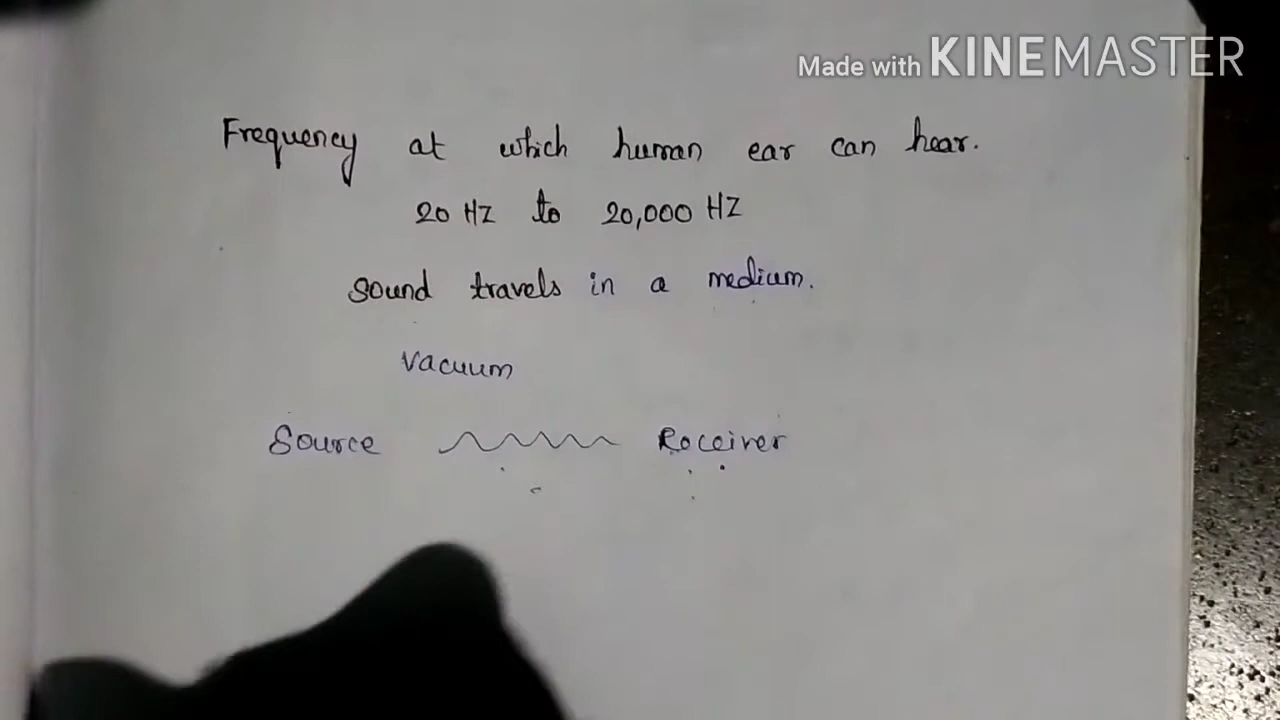 Made with KINEMASTER
Frequency at which human ear can hear.
20 HZ to 20,000 HZ
Sound travels in a medium.
Vacuum
Source Receiver